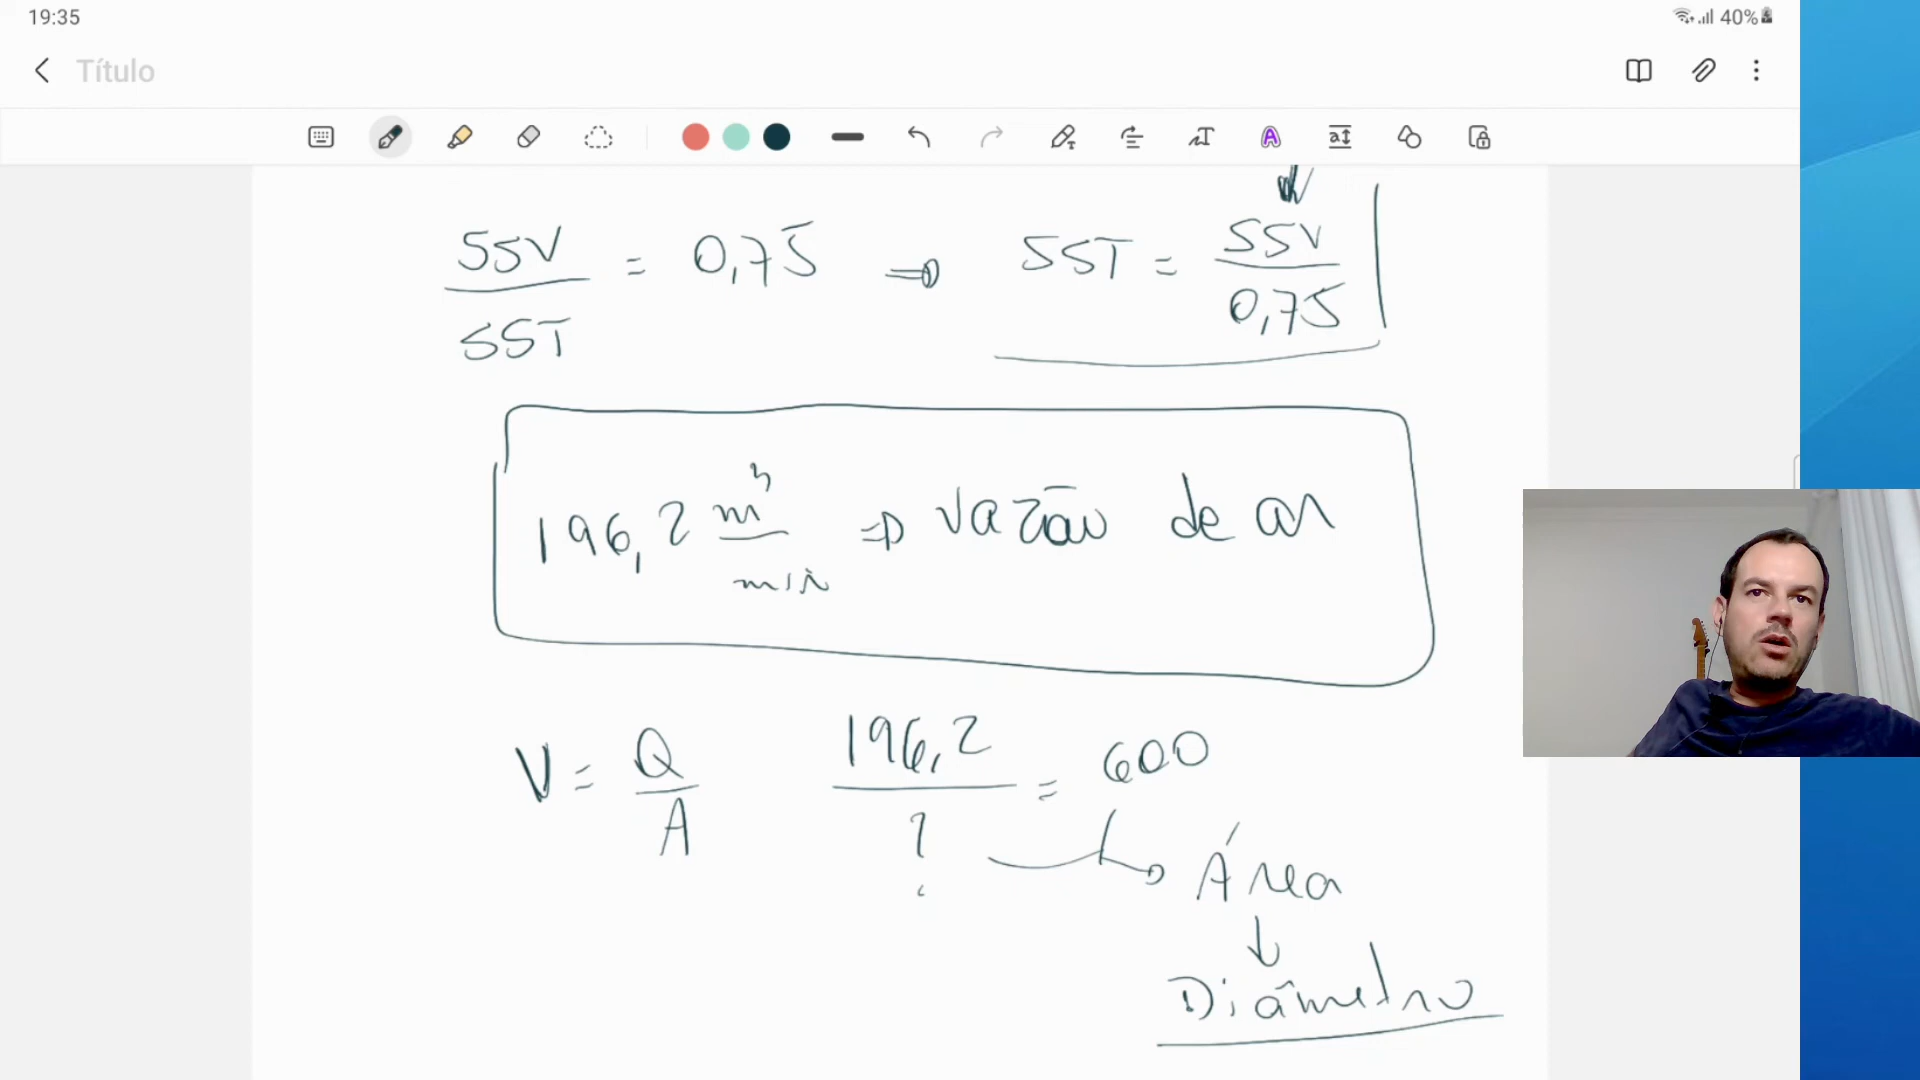 19:35
40%
Título
SSV
SST = 0,75 ⇒ SST = SSV
0,75
196,2 m³
min ⇒ vazão de ar
V = Q
A
196,2
? = 600
Área
↓
Diâmetro